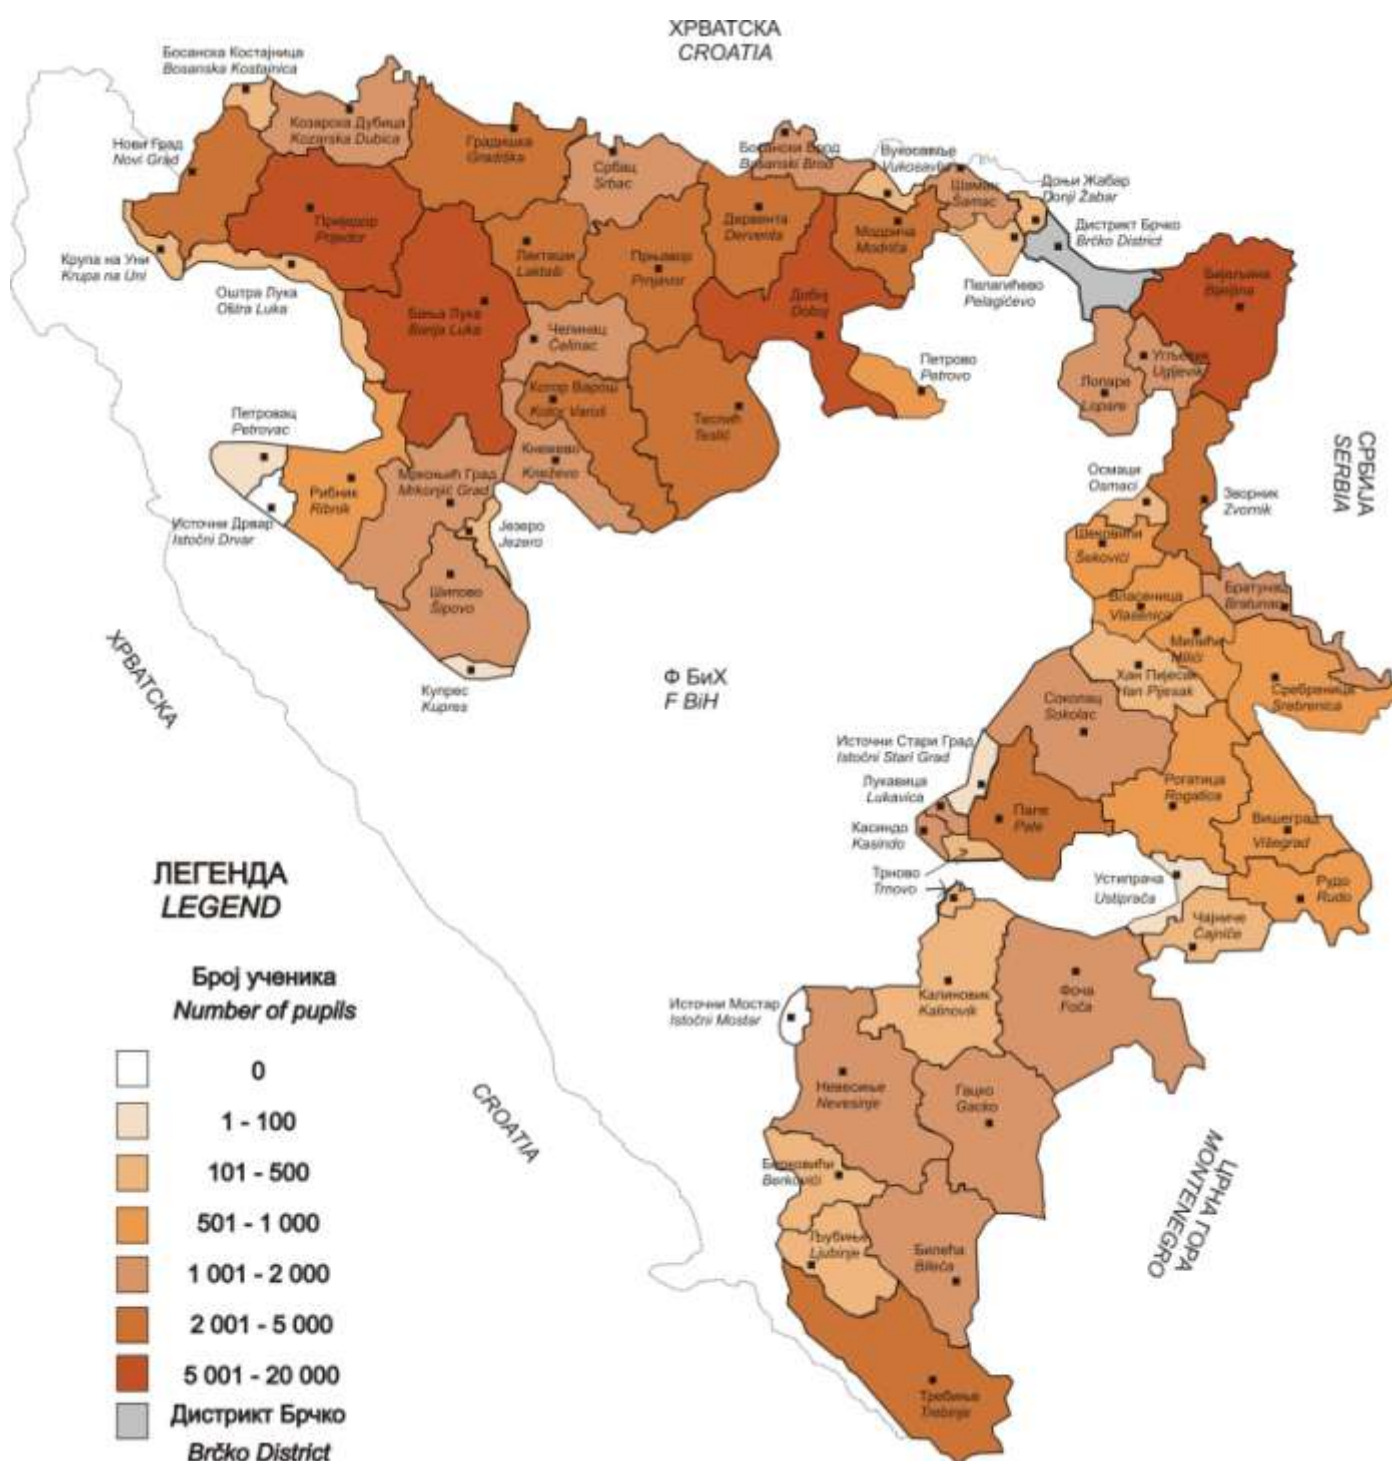 ХРВАТСКА
CROATIA
Босанска Костајница
Bosanska Kostajnica
Козарска Дубица
Kozarska Dubica
Градишка
Gradiška
Нови Град
Novi Grad
Србац
Srbac
Босански Брод
Bosanski Brod
Вукосавље
Vukosavlje
Шамац
Šamac
Доњи Жабар
Donji Žabar
Дистрикт Брчко
Brčko District
Приједор
Prijedor
Дервента
Derventa
Модрича
Modriča
Крупа на Уни
Krupa na Uni
Оштра Лука
Oštra Luka
Лакташи
Laktaši
Прњавор
Prnjavor
Пелагићево
Pelagićevo
Бијељина
Bijeljina
Бања Лука
Banja Luka
Добој
Doboj
Челинац
Čelinac
Петрово
Petrovo
Угљевик
Ugljevik
Лопаре
Lopare
Котор Варош
Kotor Varoš
Теслић
Teslić
Петровац
Petrovac
Кнежево
Kneževo
СРБИЈА
SERBIA
Мркоњић Град
Mrkonjić Grad
Рибник
Ribnik
Осмаци
Osmaci
Зворник
Zvornik
Источни Дрвар
Istočni Drvar
Језеро
Jezero
Шековићи
Šekovići
Шипово
Šipovo
Власеница
Vlasenica
Братунац
Bratunac
Милићи
Milići
ХРВАТСКА
Купрес
Kupres
Ф БиХ
F BiH
Хан Пијесак
Han Pijesak
Сребреница
Srebrenica
Соколац
Sokolac
Источни Стари Град
Istočni Stari Grad
Лукавица
Lukavica
Рогатица
Rogatica
Пале
Pale
Касиндо
Kasindo
Вишеград
Višegrad
Трново
Trnovo
Устипрача
Ustiprača
Рудо
Rudo
Чајниче
Čajniče
ЛЕГЕНДА
LEGEND
Број ученика
Number of pupils
0
1 - 100
101 - 500
501 - 1 000
1 001 - 2 000
2 001 - 5 000
5 001 - 20 000
Дистрикт Брчко
Brčko District
Источни Мостар
Istočni Mostar
Калиновик
Kalinovik
Фоча
Foča
Невесиње
Nevesinje
Гацко
Gacko
CROATIA
Берковићи
Berkovići
ЦРНА ГОРА
MONTENEGRO
Љубиње
Ljubinje
Билећа
Bileća
Требиње
Trebinje